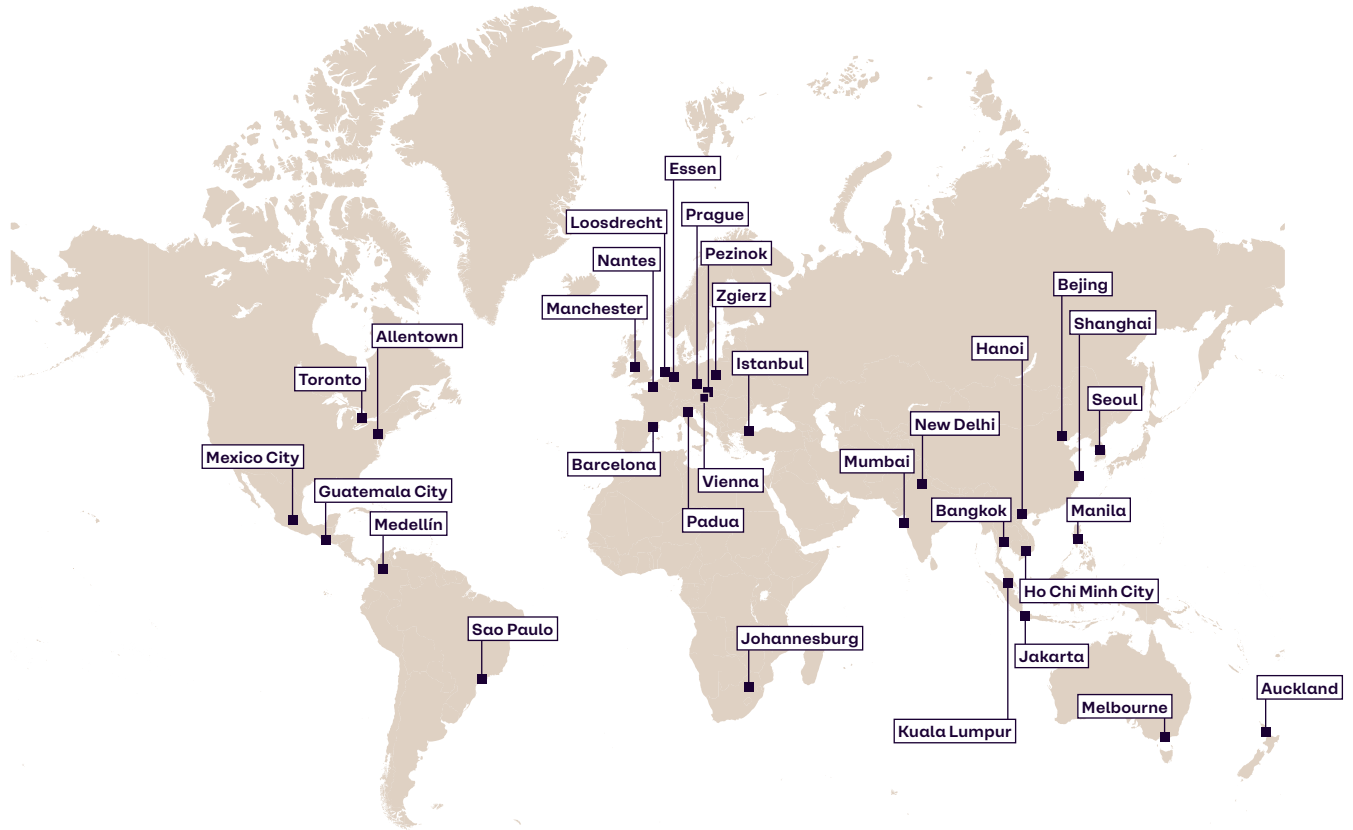 Essen
Prague
Loosdrecht
Pezinok
Nantes
Bejing
Zgierz
Manchester
Shanghai
Allentown
Hanoi
Istanbul
Toronto
Seoul
New Delhi
Mexico City
Mumbai
Barcelona
Vienna
Guatemala City
Bangkok
Manila
Medellín
Padua
Ho Chi Minh City
Sao Paulo
Johannesburg
Jakarta
Auckland
Melbourne
Kuala Lumpur